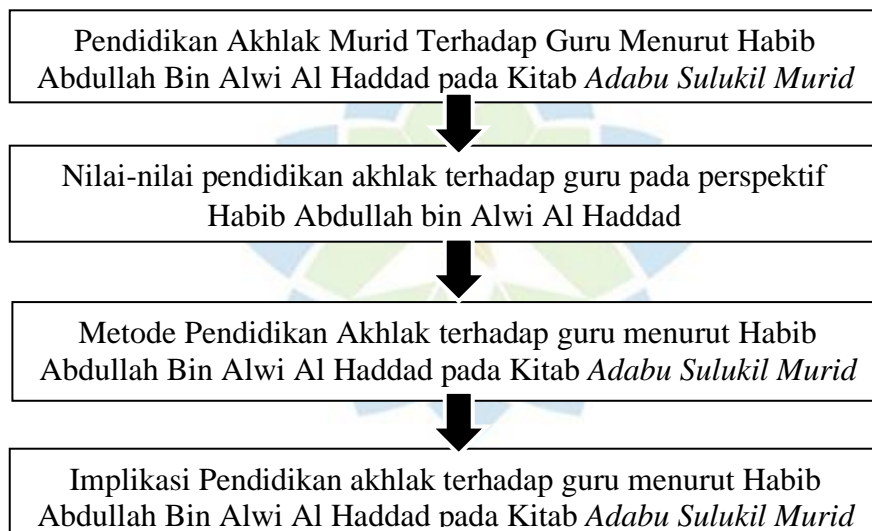 Pendidikan Akhlak Murid Terhadap Guru Menurut Habib
Abdullah Bin Alwi Al Haddad pada Kitab Adabu Sulukil Murid
Nilai-nilai pendidikan akhlak terhadap guru pada perspektif
Habib Abdullah bin Alwi Al Haddad
Metode Pendidikan Akhlak terhadap guru menurut Habib
Abdullah Bin Alwi Al Haddad pada Kitab Adabu Sulukil Murid
Implikasi Pendidikan akhlak terhadap guru menurut Habib
Abdullah Bin Alwi Al Haddad pada Kitab Adabu Sulukil Murid